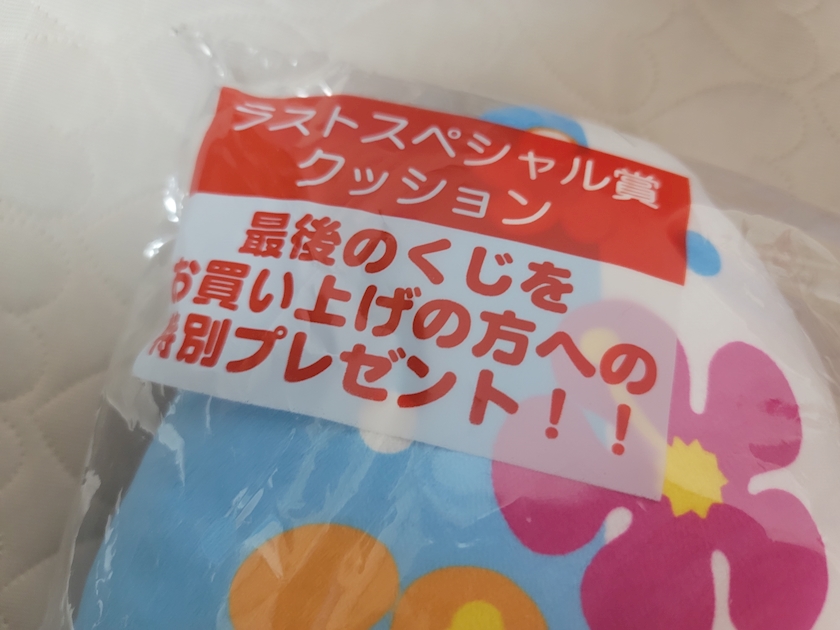 ラストスペシャル賞
クッション
最後のくじを
お買い上げの方への
特別プレゼント！！